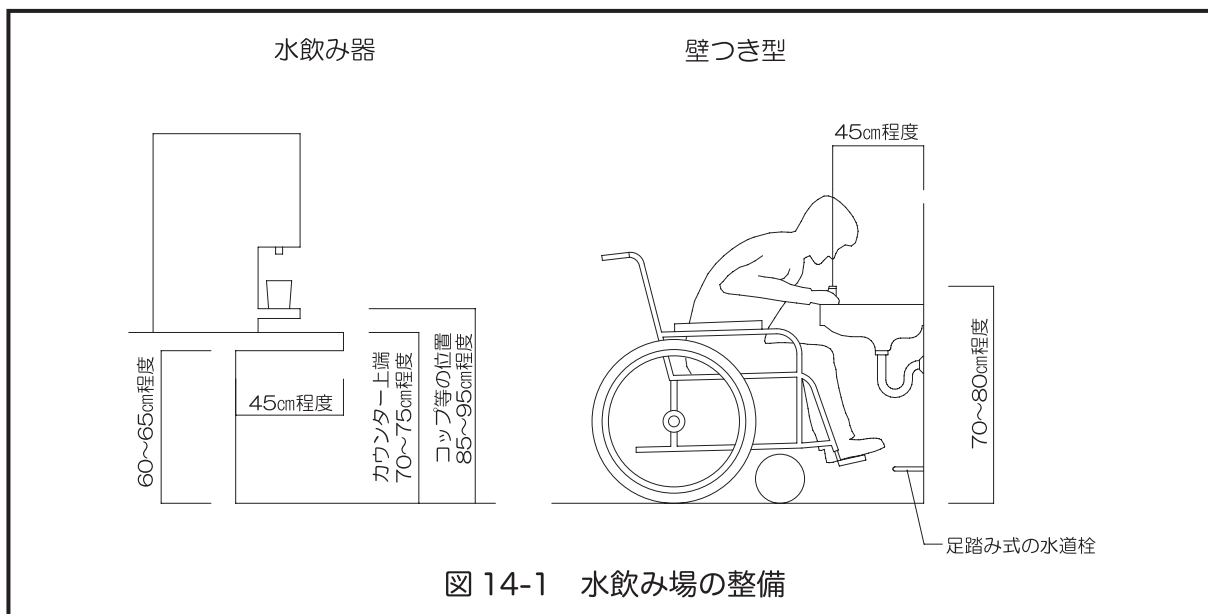 水飲み器
壁つき型
60〜65㎝程度
45㎝程度
カウンター上端
70〜75㎝程度
コップ等の位置
85〜95㎝程度
45㎝程度
70〜80㎝程度
足踏み式の水道栓
図 14-1　水飲み場の整備